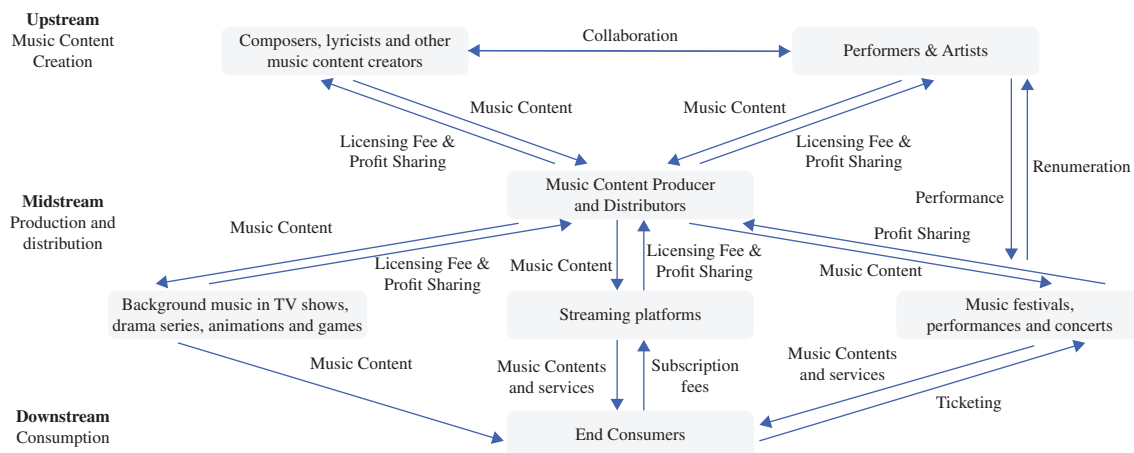 Upstream
Music Content
Creation
Composers, lyricists and other
music content creators
Collaboration
Performers & Artists
Music Content
Licensing Fee &
Profit Sharing
Music Content
Licensing Fee &
Profit Sharing
Performance
Renumeration
Midstream
Production and
distribution
Music Content Producer
and Distributors
Music Content
Licensing Fee &
Profit Sharing
Music Content
Licensing Fee &
Profit Sharing
Profit Sharing
Music Content
Background music in TV shows,
drama series, animations and games
Streaming platforms
Music festivals,
performances and concerts
Music Content
Music Contents
and services
Subscription
fees
Music Contents
and services
Ticketing
Downstream
Consumption
End Consumers